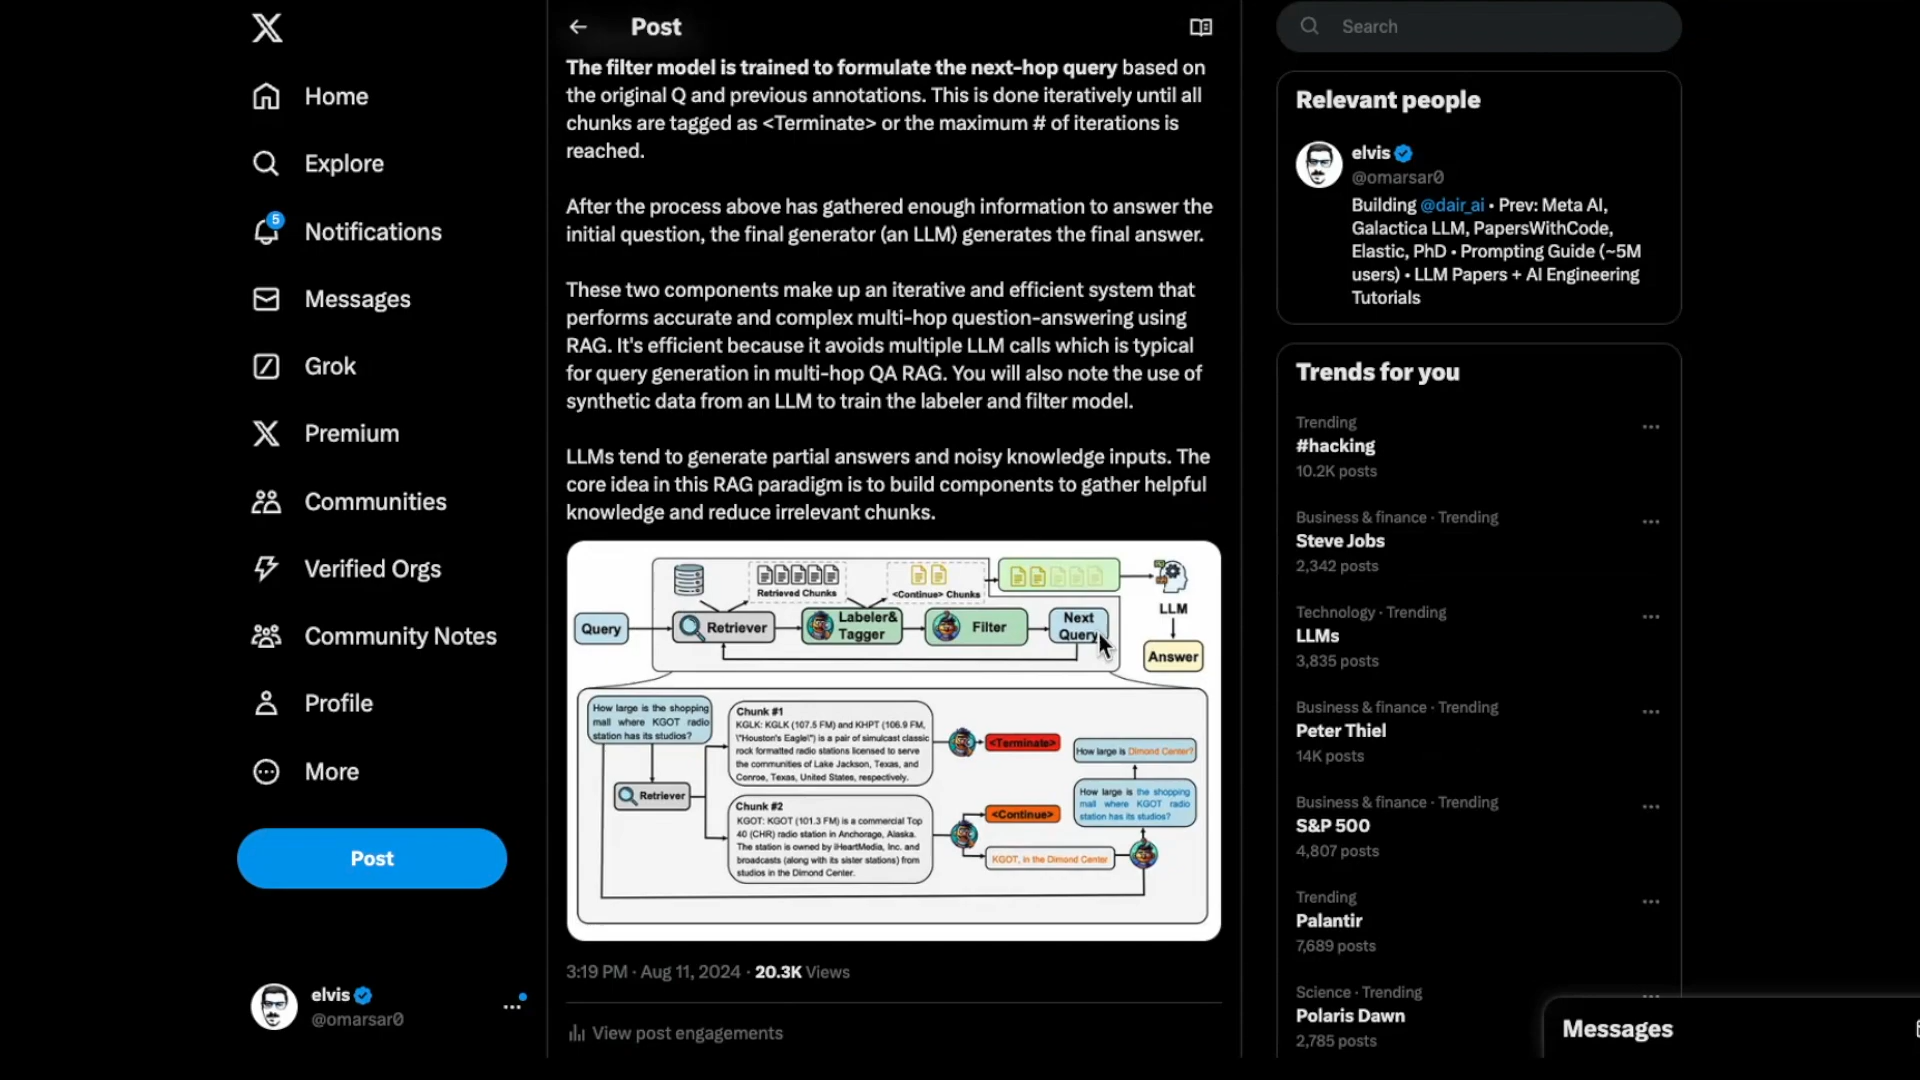 Home
Explore
5
Notifications
Messages
Grok
Premium
Communities
Verified Orgs
Community Notes
Profile
More
Post
elvis
@omarsar0
Post
The filter model is trained to formulate the next-hop query based on
the original Q and previous annotations. This is done iteratively until all
chunks are tagged as <Terminate> or the maximum # of iterations is
reached.
After the process above has gathered enough information to answer the
initial question, the final generator (an LLM) generates the final answer.
These two components make up an iterative and efficient system that
performs accurate and complex multi-hop question-answering using
RAG. It's efficient because it avoids multiple LLM calls which is typical
for query generation in multi-hop QA RAG. You will also note the use of
synthetic data from an LLM to train the labeler and filter model.
LLMs tend to generate partial answers and noisy knowledge inputs. The
core idea in this RAG paradigm is to build components to gather helpful
knowledge and reduce irrelevant chunks.
Retrieved Chunks
<Continue> Chunks
LLM
Query
Retriever
Labeler&
Tagger
Filter
Next
Query
Answer
How large is the shopping
mall where KGOT radio
station has its studios?
Retriever
Chunk #1
KGLK: KGLK (107.5 FM) and KHPT (106.9 FM,
\"Houston's Eagle\") is a pair of simulcast classic
rock formatted radio stations licensed to serve
the communities of Lake Jackson, Texas, and
Conroe, Texas, United States, respectively.
<Terminate>
Chunk #2
KGOT: KGOT (101.3 FM) is a commercial Top
40 (CHR) radio station in Anchorage, Alaska.
The station is owned by iHeartMedia, Inc. and
broadcasts (along with its sister stations) from
studios in the Dimond Center.
<Continue>
KGOT, in the Dimond Center
How large is Dimond Center?
How large is the shopping
mall where KGOT radio
station has its studios?
3:19 PM · Aug 11, 2024 · 20.3K Views
View post engagements
Search
Relevant people
elvis
@omarsar0
Building @dair_ai • Prev: Meta AI,
Galactica LLM, PapersWithCode,
Elastic, PhD • Prompting Guide (~5M
users) • LLM Papers + AI Engineering
Tutorials
Trends for you
Trending
#hacking
10.2K posts
Business & finance · Trending
Steve Jobs
2,342 posts
Technology · Trending
LLMs
3,835 posts
Business & finance · Trending
Peter Thiel
14K posts
Business & finance · Trending
S&P 500
4,807 posts
Trending
Palantir
7,689 posts
Science · Trending
Polaris Dawn
2,785 posts
Messages